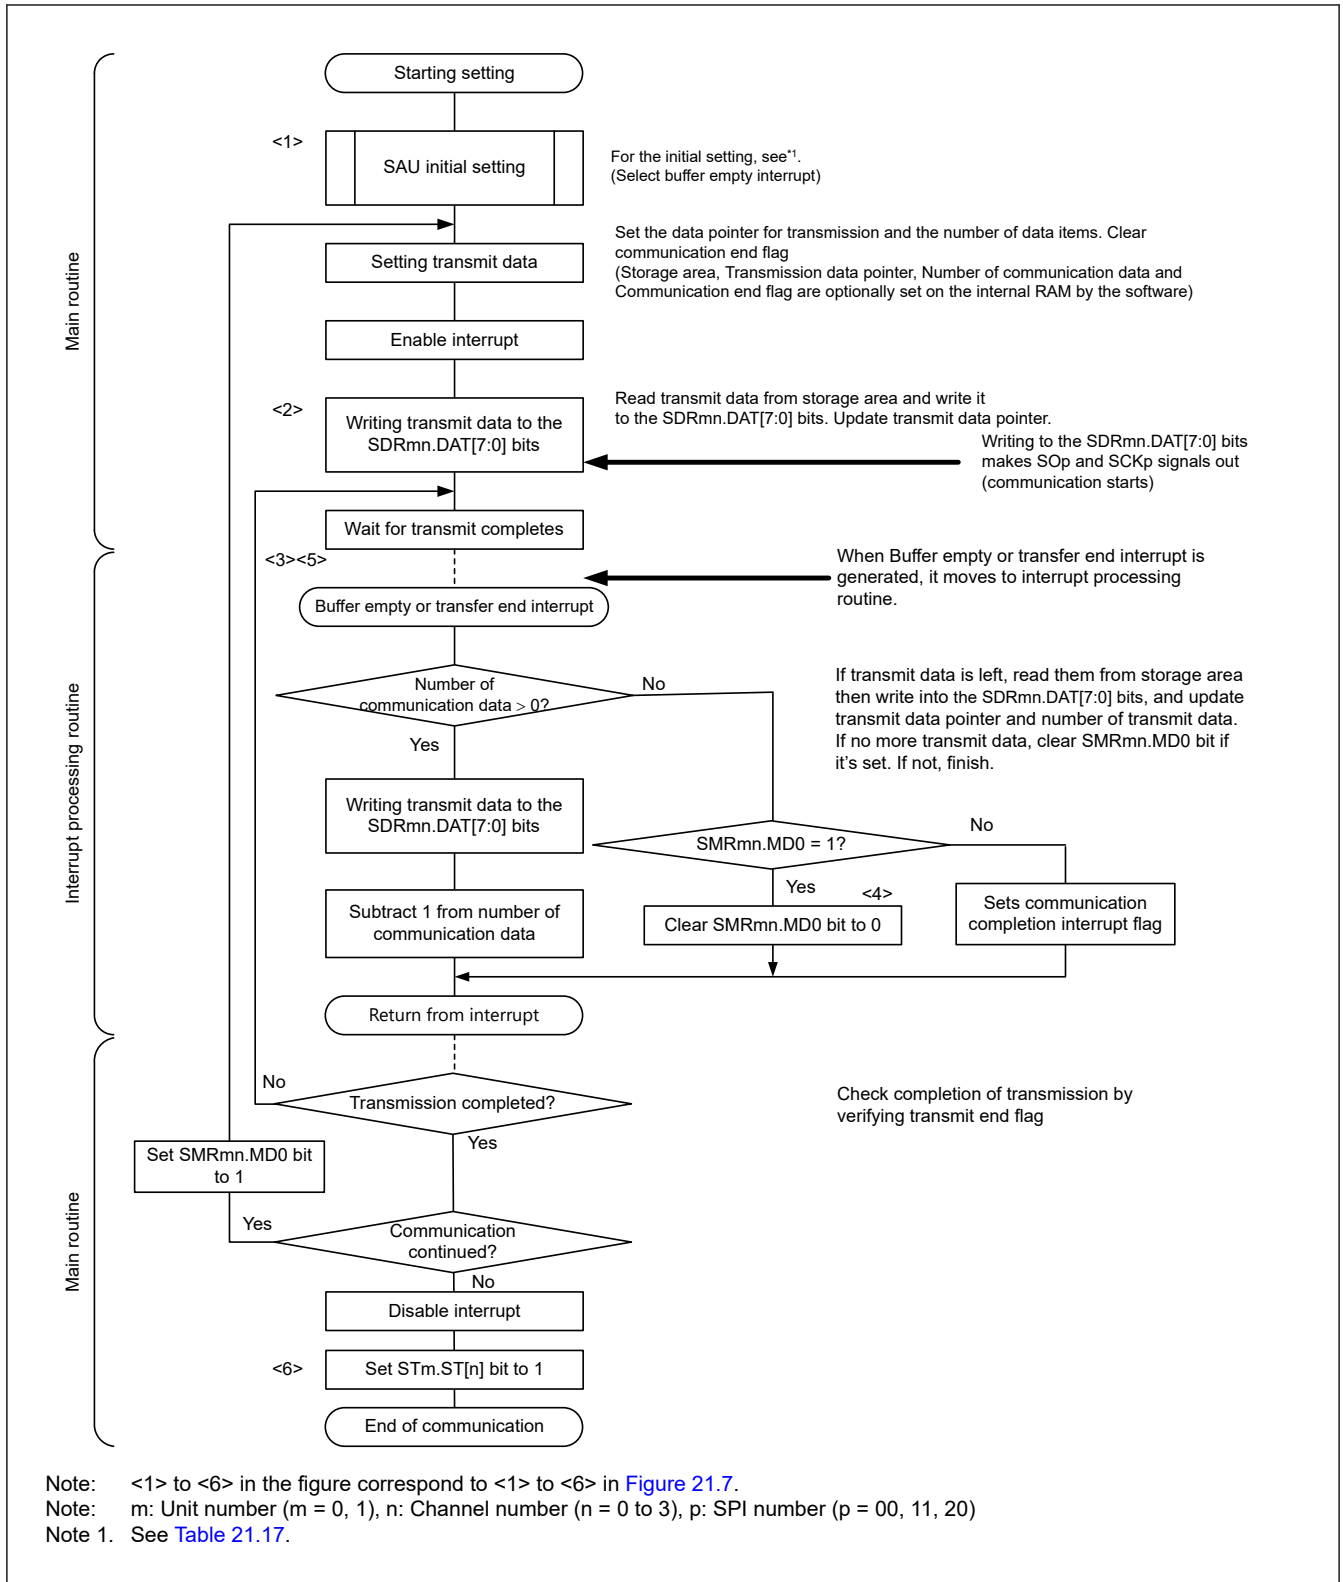 Starting setting
<1>
SAU initial setting
For the initial setting, see*1.
(Select buffer empty interrupt)
Main routine
Setting transmit data
Set the data pointer for transmission and the number of data items. Clear
communication end flag
(Storage area, Transmission data pointer, Number of communication data and
Communication end flag are optionally set on the internal RAM by the software)
Enable interrupt
<2>
Writing transmit data to the
SDRmn.DAT[7:0] bits
Read transmit data from storage area and write it
to the SDRmn.DAT[7:0] bits. Update transmit data pointer.
Writing to the SDRmn.DAT[7:0] bits
makes SOp and SCKp signals out
(communication starts)
Wait for transmit completes
<3><5>
When Buffer empty or transfer end interrupt is
generated, it moves to interrupt processing
routine.
Buffer empty or transfer end interrupt
Interrupt processing routine
Number of
communication data > 0?
No
Yes
If transmit data is left, read them from storage area
then write into the SDRmn.DAT[7:0] bits, and update
transmit data pointer and number of transmit data.
If no more transmit data, clear SMRmn.MD0 bit if
it's set. If not, finish.
Writing transmit data to the
SDRmn.DAT[7:0] bits
SMRmn.MD0 = 1?
No
Yes
<4>
Subtract 1 from number of
communication data
Clear SMRmn.MD0 bit to 0
Sets communication
completion interrupt flag
Return from interrupt
Main routine
No
Transmission completed?
Check completion of transmission by
verifying transmit end flag
Yes
Set SMRmn.MD0 bit
to 1
Yes
Communication
continued?
No
Disable interrupt
<6>
Set STm.ST[n] bit to 1
End of communication
Note: <1> to <6> in the figure correspond to <1> to <6> in Figure 21.7.
Note: m: Unit number (m = 0, 1), n: Channel number (n = 0 to 3), p: SPI number (p = 00, 11, 20)
Note 1. See Table 21.17.